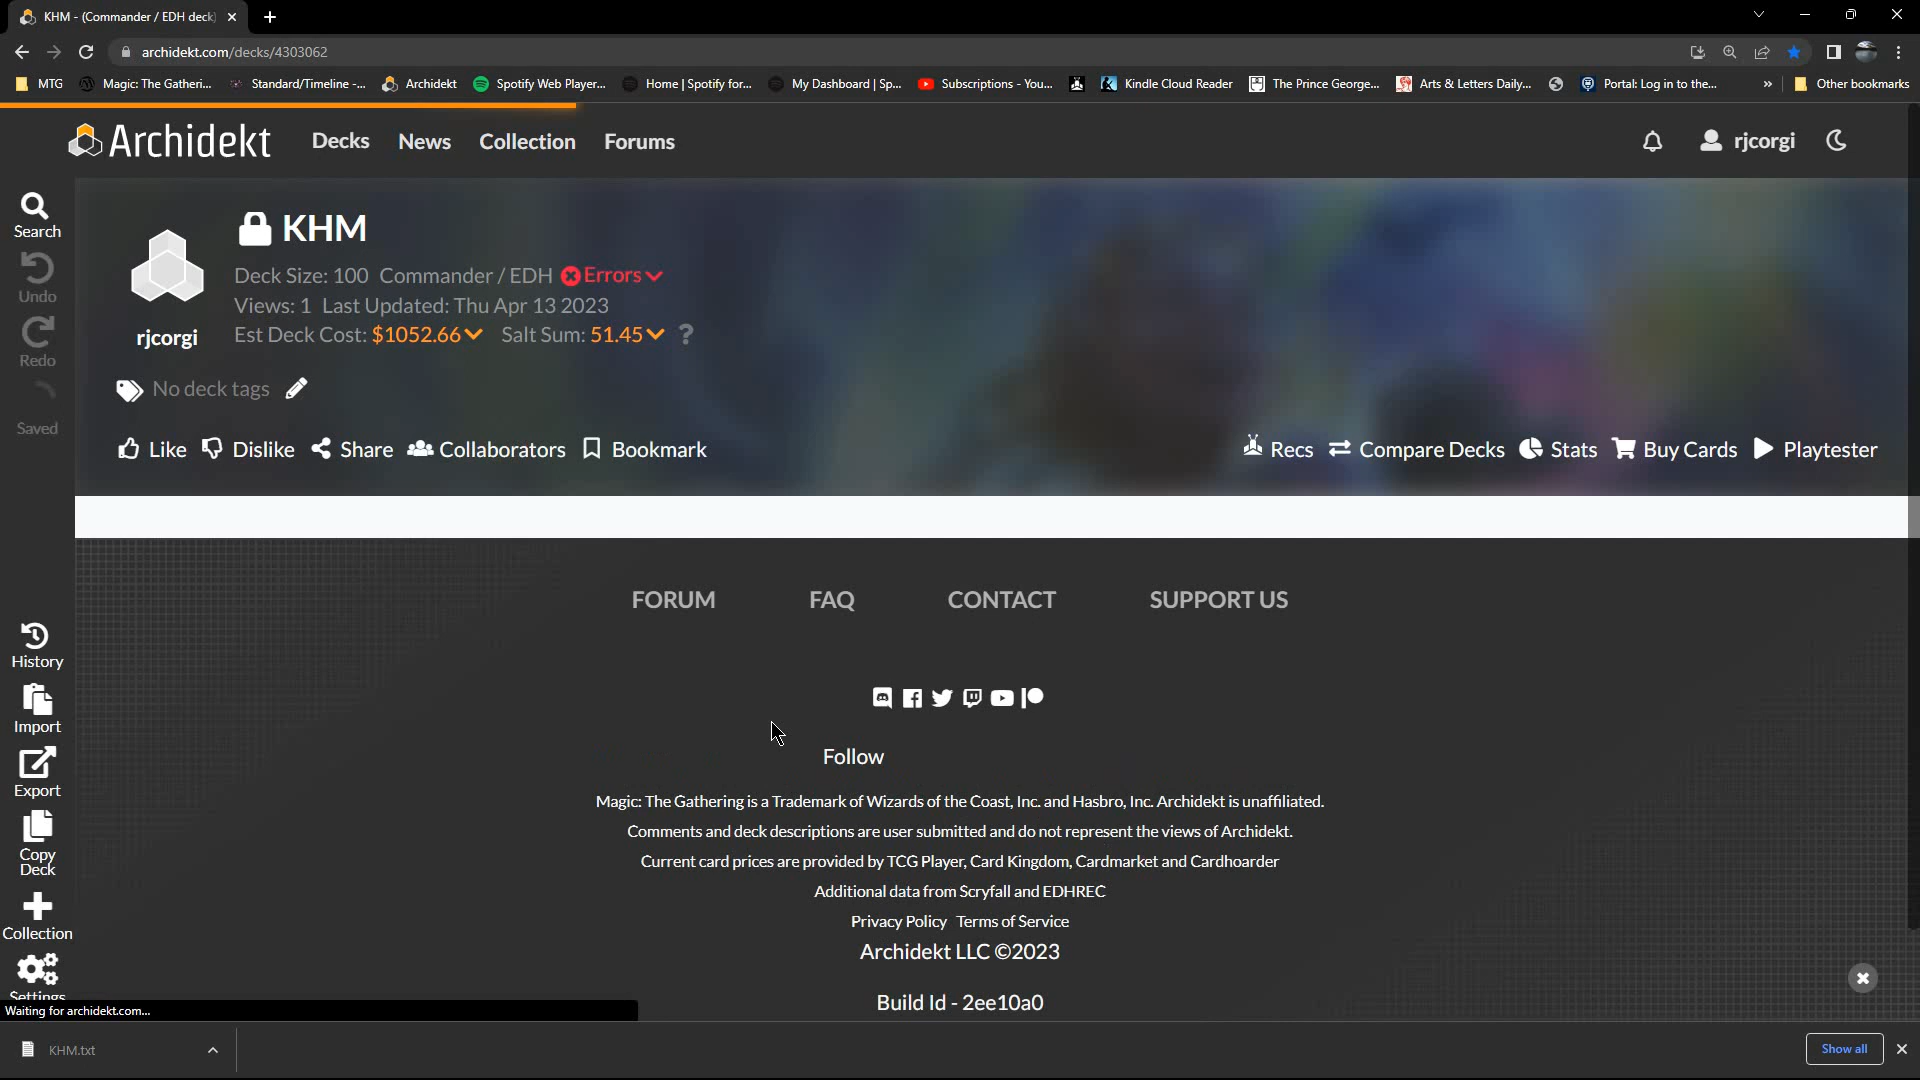 KHM - (Commander / EDH deck)
archidekt.com/decks/4303062
MTG Magic: The Gatheri... Standard/Timeline -... Archidekt Spotify Web Player... Home | Spotify for... My Dashboard | Sp... Subscriptions - You... Kindle Cloud Reader The Prince George... Arts & Letters Daily... Portal: Log in to the... » Other bookmarks
Archidekt Decks News Collection Forums rjcorgi
Search
Undo
Redo
Saved
KHM
Deck Size: 100 Commander / EDH Errors
Views: 1 Last Updated: Thu Apr 13 2023
Est Deck Cost: $1052.66 Salt Sum: 51.45 ?
rjcorgi
No deck tags
Like Dislike Share Collaborators Bookmark Recs Compare Decks Stats Buy Cards Playtester
FORUM FAQ CONTACT SUPPORT US
History
Import
Export
Copy
Deck
Collection
Settings
Follow
Magic: The Gathering is a Trademark of Wizards of the Coast, Inc. and Hasbro, Inc. Archidekt is unaffiliated.
Comments and deck descriptions are user submitted and do not represent the views of Archidekt.
Current card prices are provided by TCG Player, Card Kingdom, Cardmarket and Cardhoarder
Additional data from Scryfall and EDHREC
Privacy Policy Terms of Service
Archidekt LLC ©2023
Build Id - 2ee10a0
Waiting for archidekt.com...
KHM.txt Show all